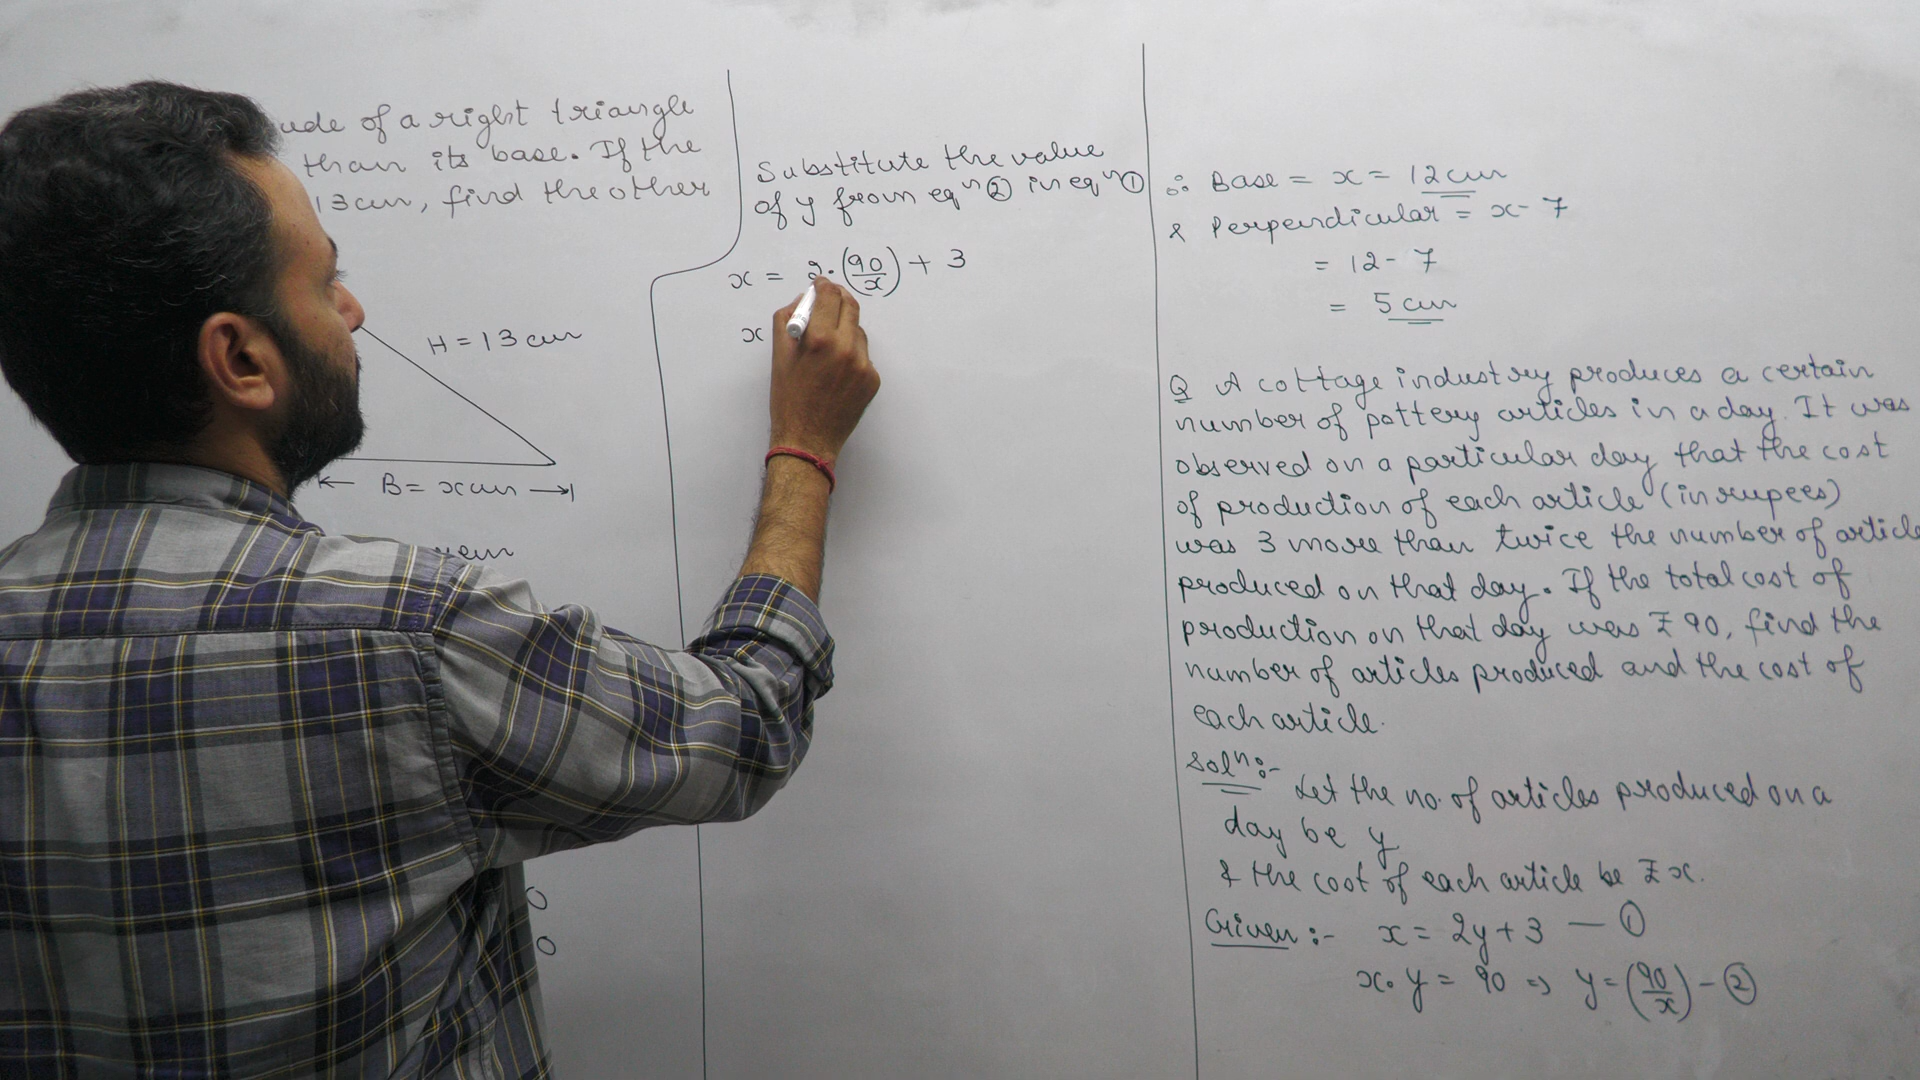 ude of a right triangle
than its base. If the
13cm, find the other
H = 13 cm
B = x cm
Substitute the value
of y from eqⁿ ② in eqⁿ ①
x = 2·(90/x) + 3
x
∴ Base = x = 12cm
& Perpendicular = x - 7
= 12 - 7
= 5 cm
Q A cottage industry produces a certain
number of pottery articles in a day. It was
observed on a particular day that the cost
of production of each article (in rupees)
was 3 more than twice the number of article
produced on that day. If the total cost of
production on that day was ₹ 90, find the
number of articles produced and the cost of
each article.
Solⁿ:-
Let the no. of articles produced on a
day be y
& the cost of each article be ₹ x.
Given :- x = 2y + 3 — ①
x. y = 90 ⇒ y = (90/x) - ②